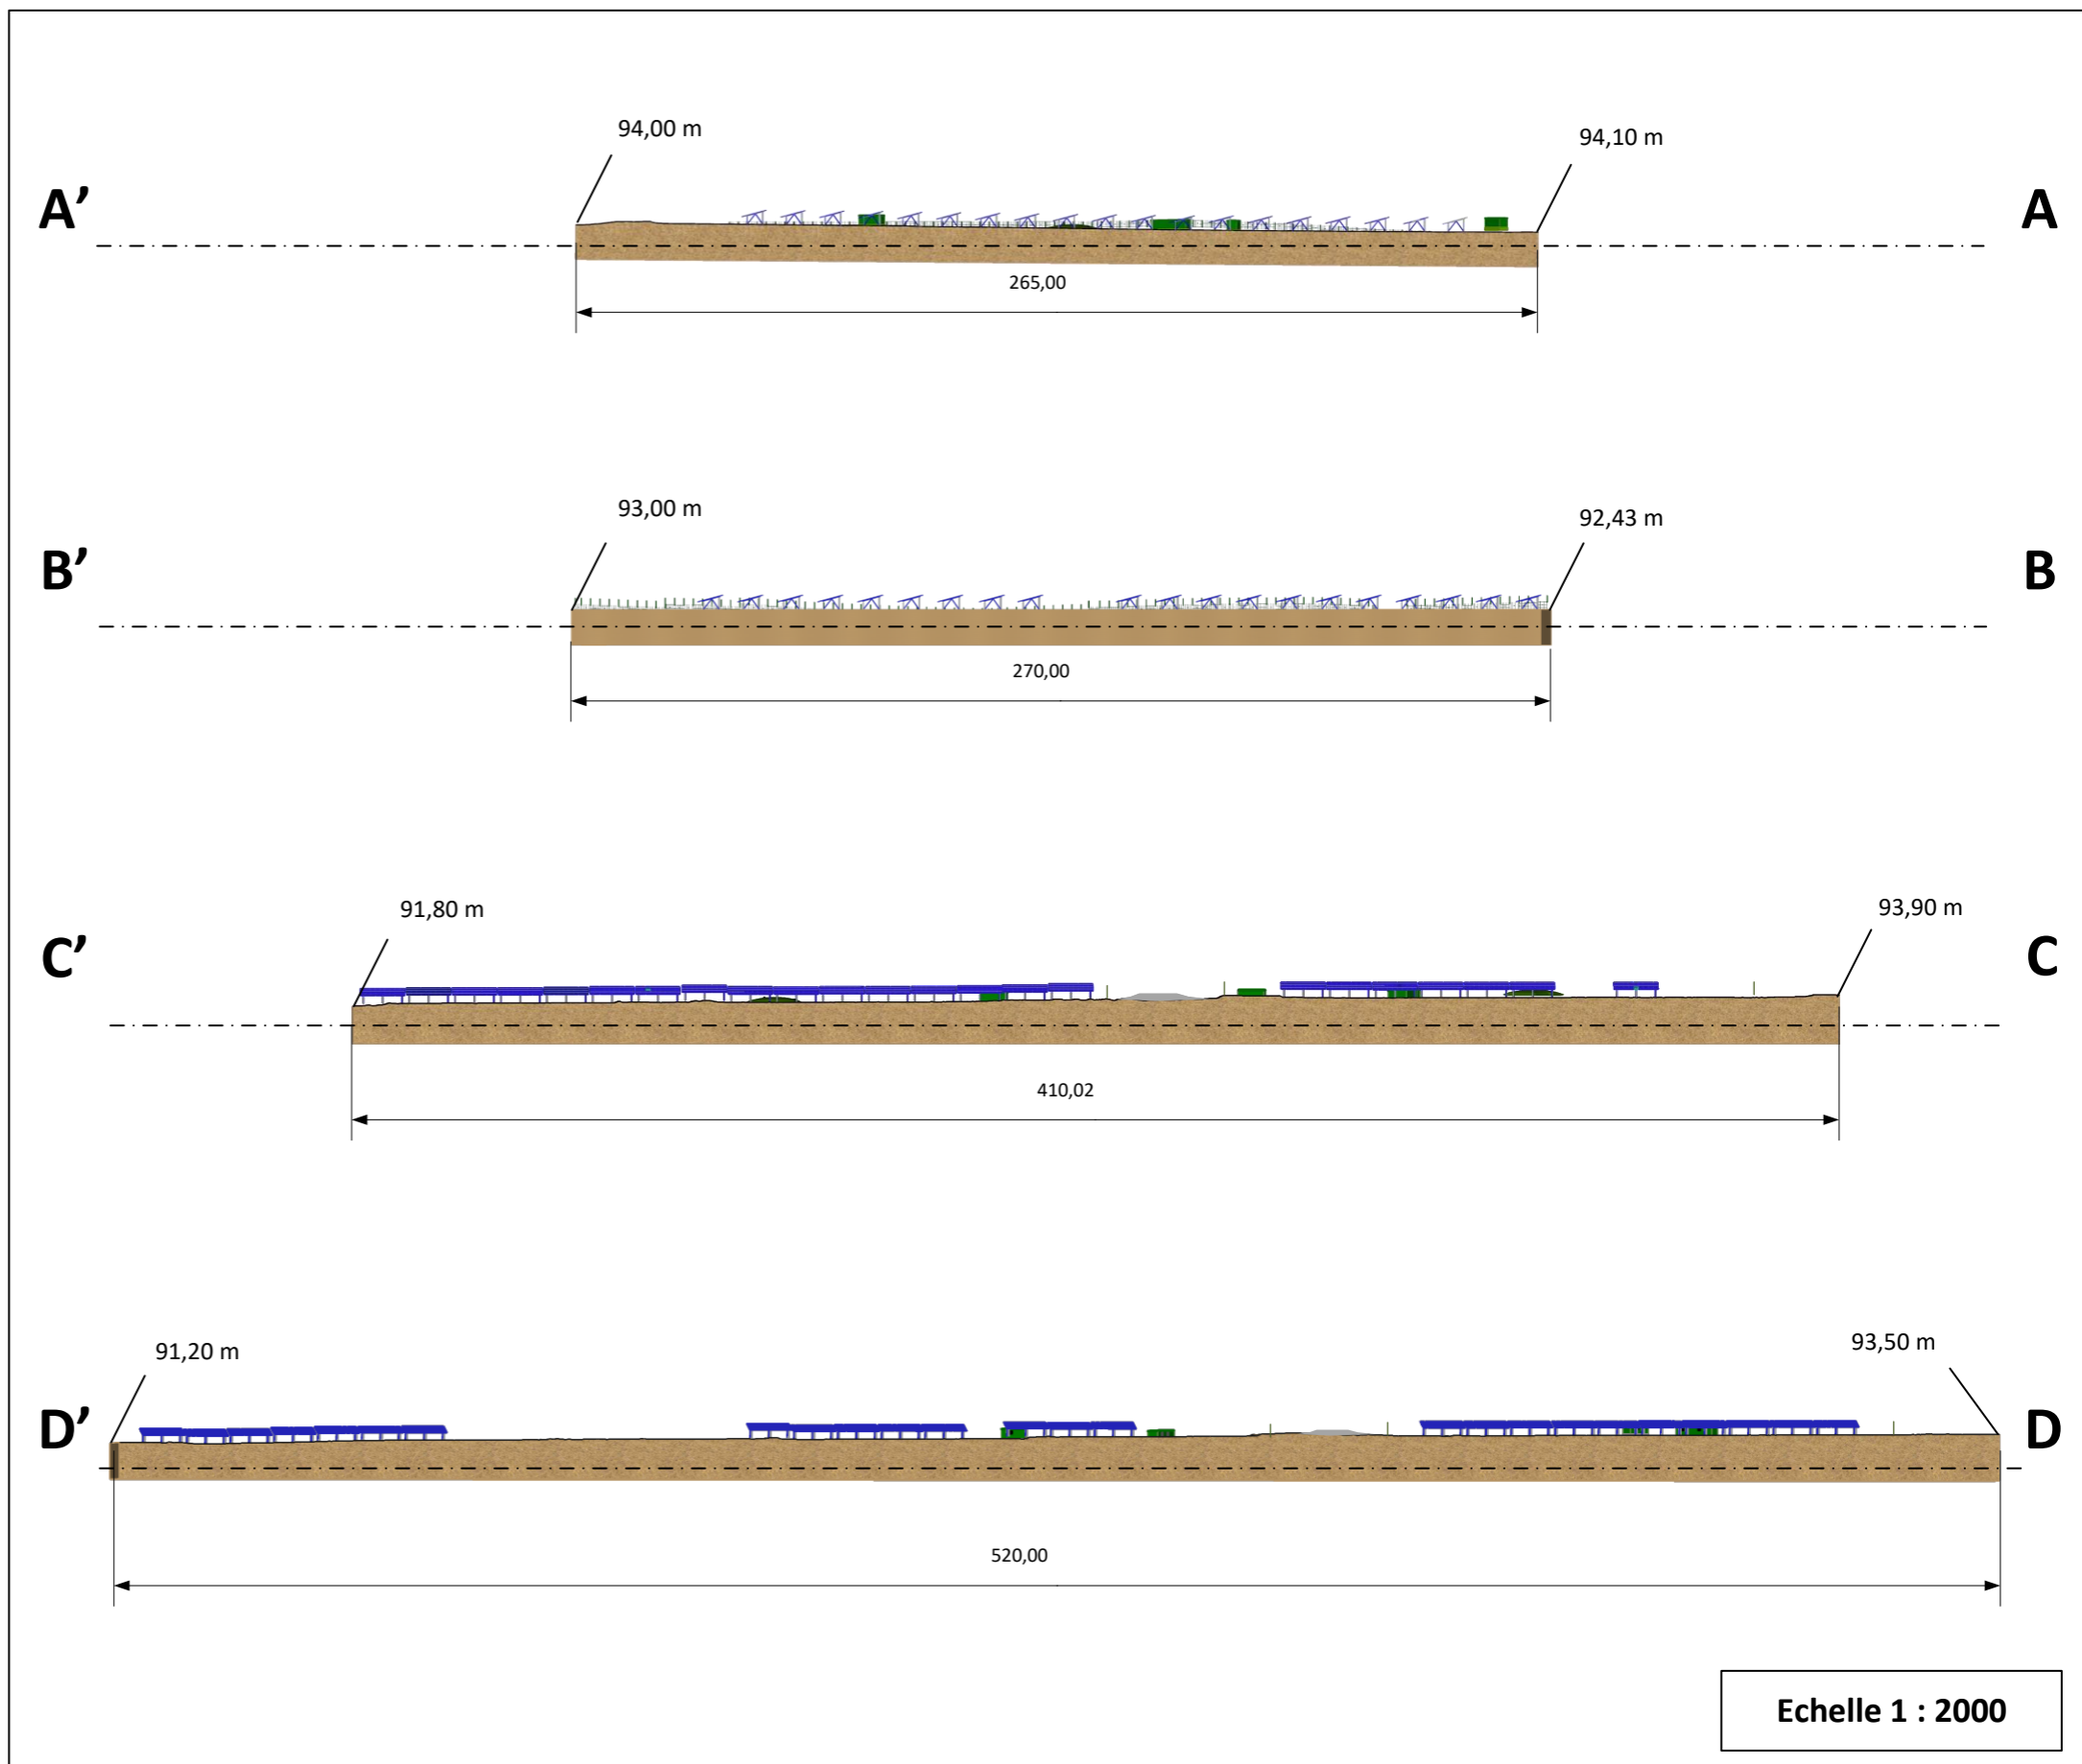 94,00 m
94,10 m
A’
A
265,00
93,00 m
92,43 m
B’
B
270,00
91,80 m
93,90 m
C’
C
410,02
91,20 m
93,50 m
D’
D
520,00
Echelle 1 : 2000